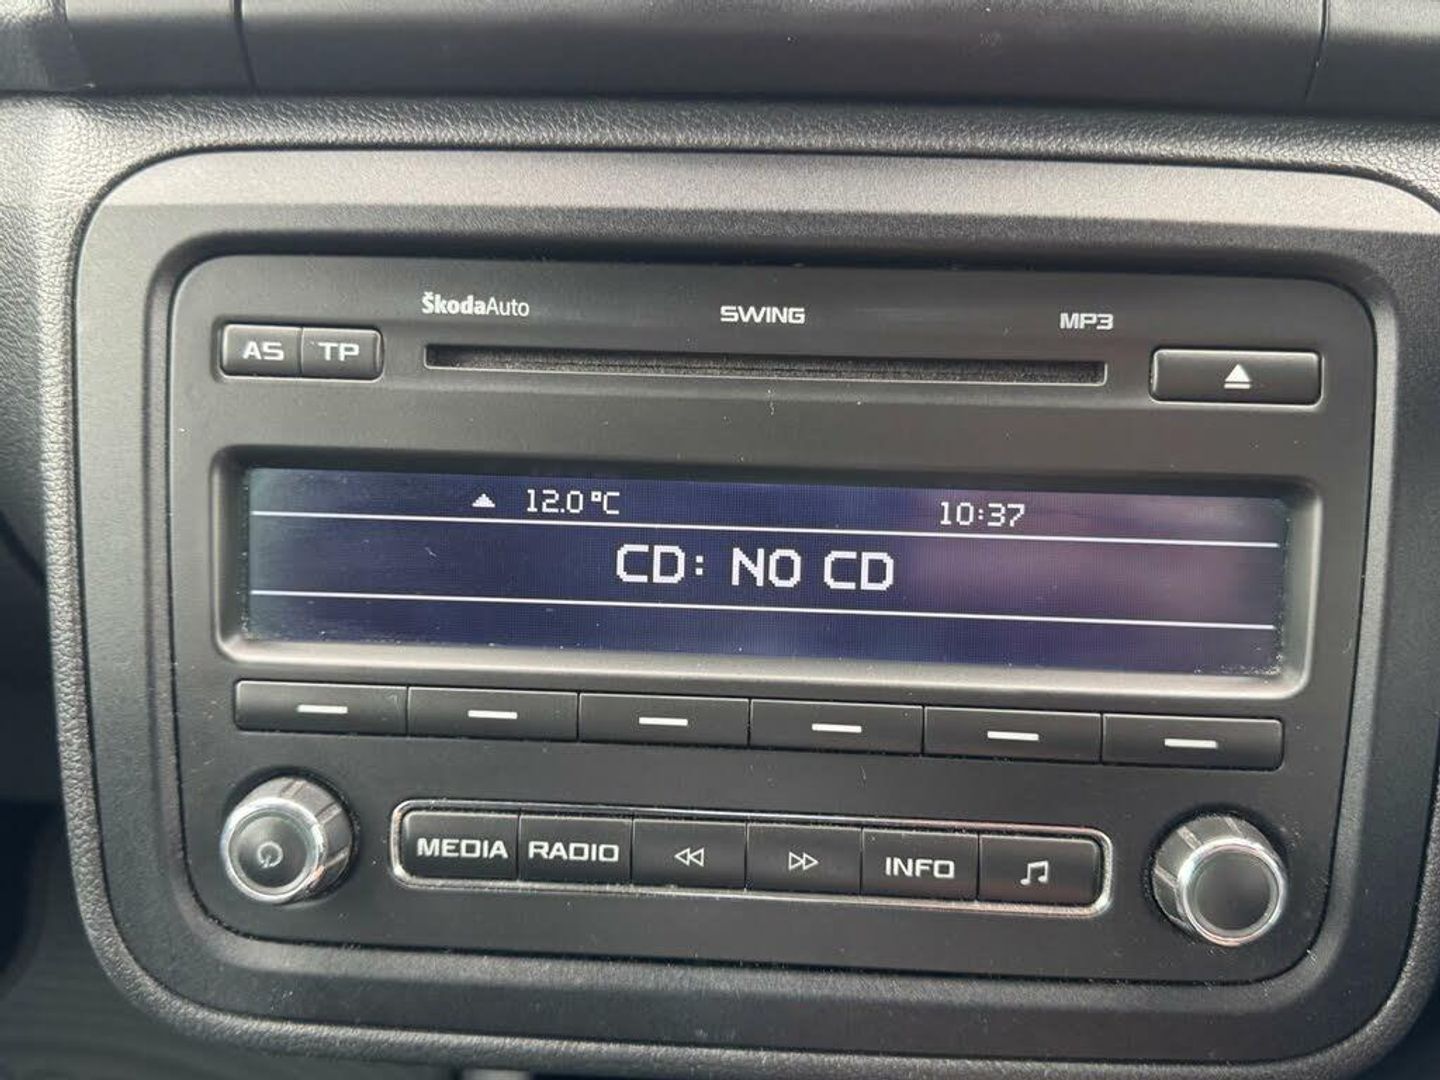 ŠkodaAuto SWING MP3
AS TP
12.0 °C 10:37
CD: NO CD
MEDIA RADIO INFO